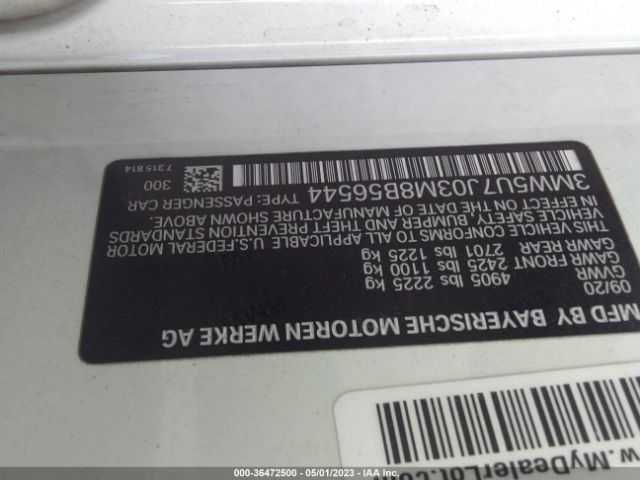 MFD BY BAYERISCHE MOTOREN WERKE AG
09/20
GVWR 4905 lbs 2225 kg
GAWR FRONT 2425 lbs 1100 kg
GAWR REAR 2701 lbs 1225 kg
THIS VEHICLE CONFORMS TO ALL APPLICABLE U.S. FEDERAL MOTOR
VEHICLE SAFETY, BUMPER AND THEFT PREVENTION STANDARDS
IN EFFECT ON THE DATE OF MANUFACTURE SHOWN ABOVE.
3MW5U7J03M8B56544 TYPE: PASSENGER CAR
300
7315814
MyDealerLot.com
000-36472500 - 05/01/2023 - IAA Inc.